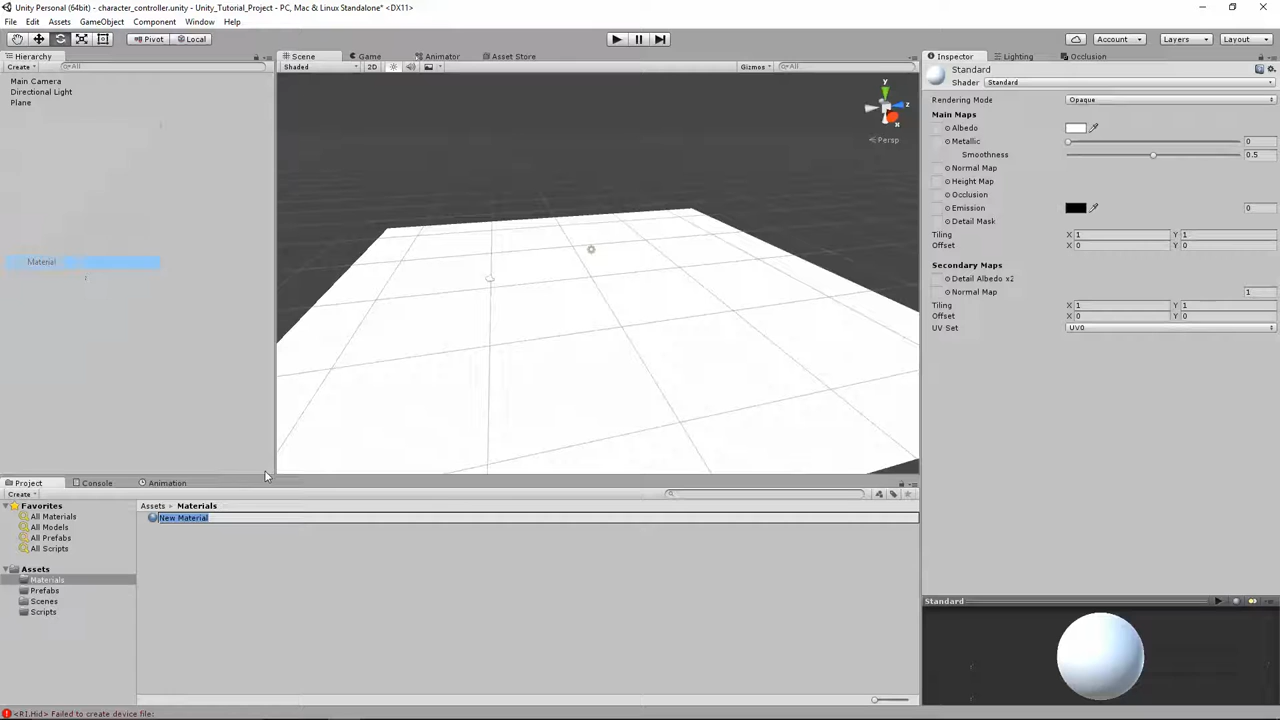 Unity Personal (64bit) - character_controller.unity - Unity_Tutorial_Project - PC, Mac & Linux Standalone* <DX11>
File Edit Assets GameObject Component Window Help
Pivot Local Account Layers Layout
Hierarchy Scene Game Animator Asset Store Inspector Lighting Occlusion
Create All Shaded 2D Gizmos All Standard
Main Camera
Directional Light
Plane
Material
y
z
x
Persp
Shader Standard
Rendering Mode Opaque
Main Maps
Albedo
Metallic 0
Smoothness 0.5
Normal Map
Height Map
Occlusion
Emission 0
Detail Mask
Tiling X 1 Y 1
Offset X 0 Y 0
Secondary Maps
Detail Albedo x2
Normal Map 1
Tiling X 1 Y 1
Offset X 0 Y 0
UV Set UV0
Project Console Animation
Create
Favorites
All Materials
All Models
All Prefabs
All Scripts
Assets
Materials
Prefabs
Scenes
Scripts
Assets Materials
New Material
Standard
<RI.Hid> Failed to create device file: